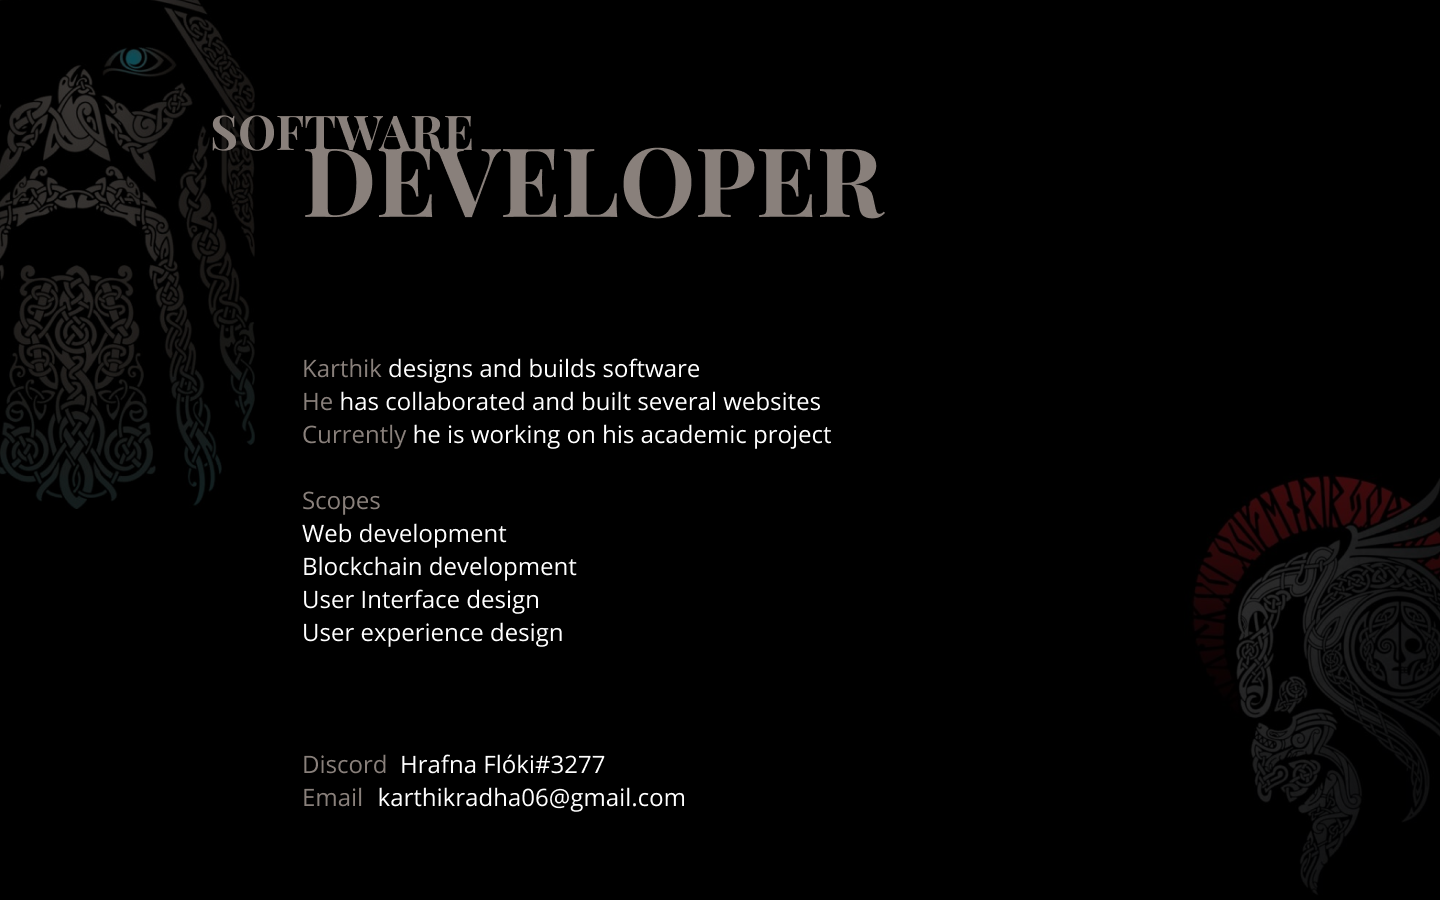 SOFTWARE
DEVELOPER
Karthik designs and builds software
He has collaborated and built several websites
Currently he is working on his academic project
Scopes
Web development
Blockchain development
User Interface design
User experience design
Discord Hrafna Flóki#3277
Email karthikradha06@gmail.com